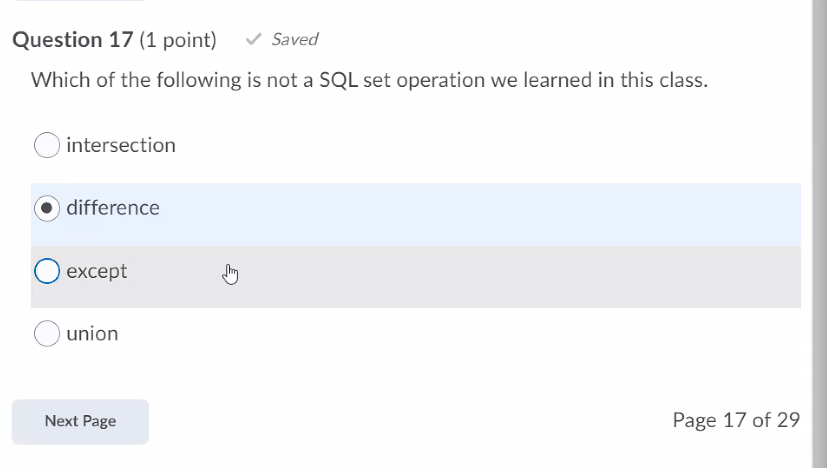 Question 17 (1 point) Saved
Which of the following is not a SQL set operation we learned in this class.
intersection
difference
except
union
Next Page
Page 17 of 29